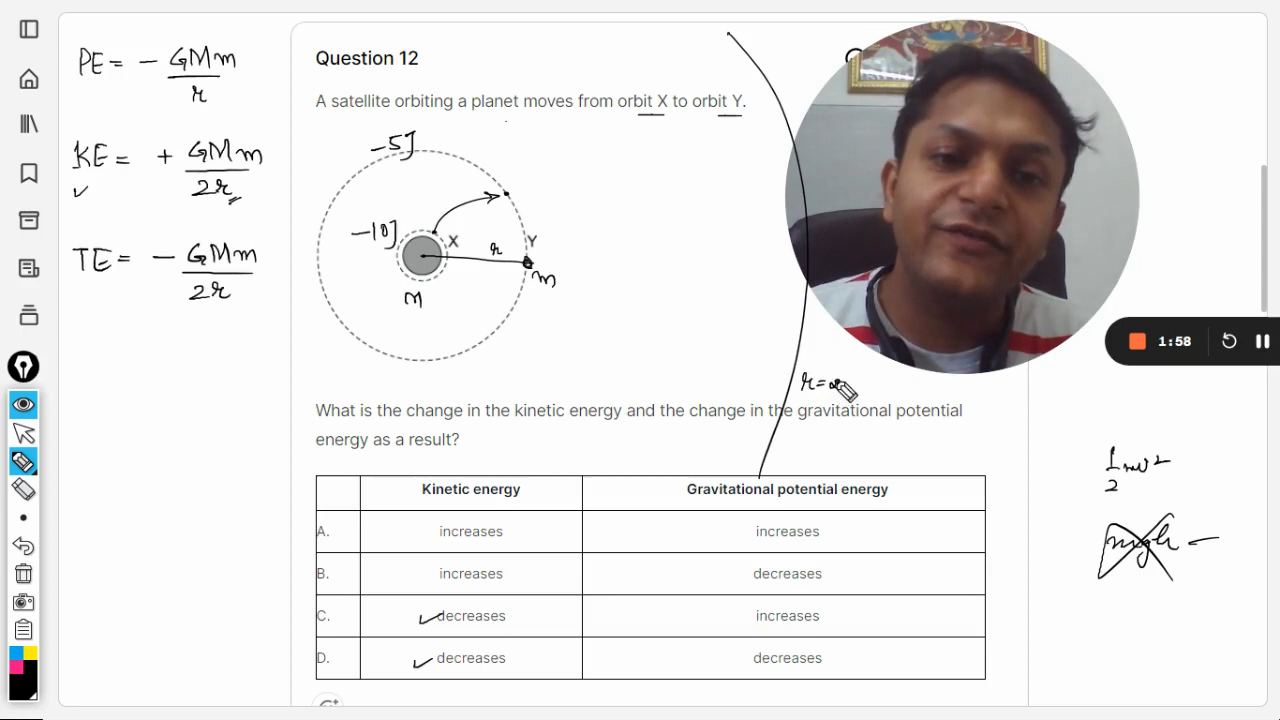 PE = - GMm
r
KE = + GMm
2r
TE = - GMm
2r
Question 12
A satellite orbiting a planet moves from orbit X to orbit Y.
-5J
-10J
X
Y
r
m
M
r=∞
What is the change in the kinetic energy and the change in the gravitational potential
energy as a result?
Kinetic energy Gravitational potential energy
A. increases increases
B. increases decreases
C. decreases increases
D. decreases decreases
1:58
1 mv2
2
mgh -